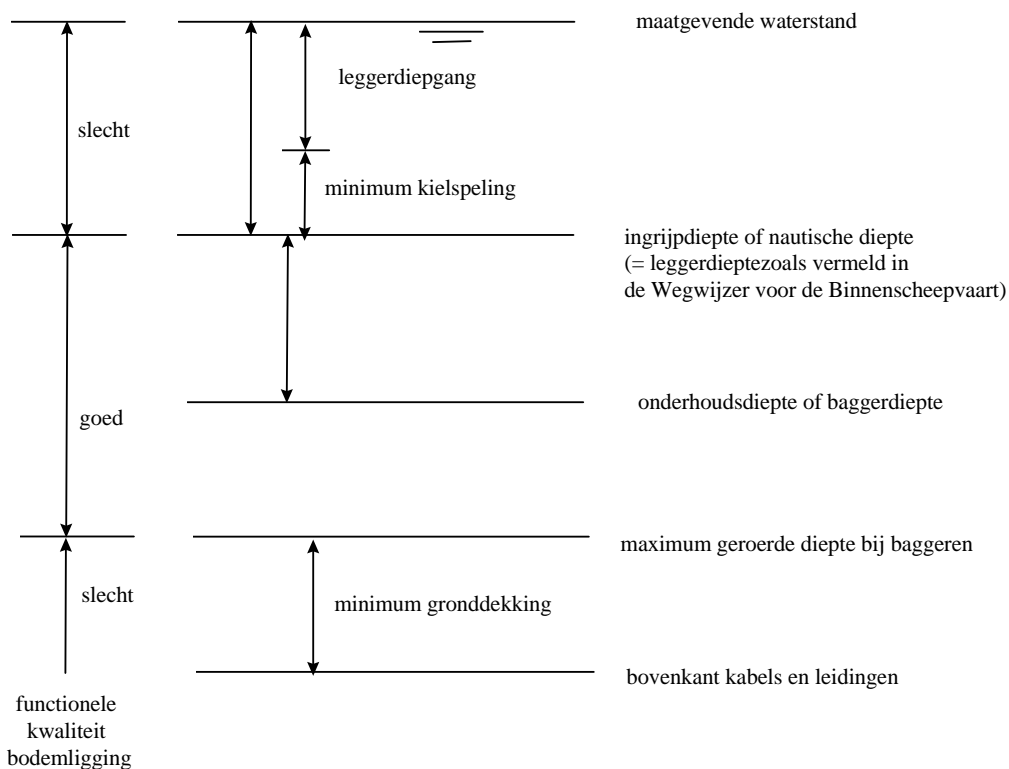 maatgevende waterstand
leggerdiepgang
slecht
minimum kielspeling
ingrijpdiepte of nautische diepte
(= leggerdieptezoals vermeld in
de Wegwijzer voor de Binnenscheepvaart)
onderhoudsdiepte of baggerdiepte
goed
maximum geroerde diepte bij baggeren
slecht
minimum gronddekking
bovenkant kabels en leidingen
functionele
kwaliteit
bodemligging